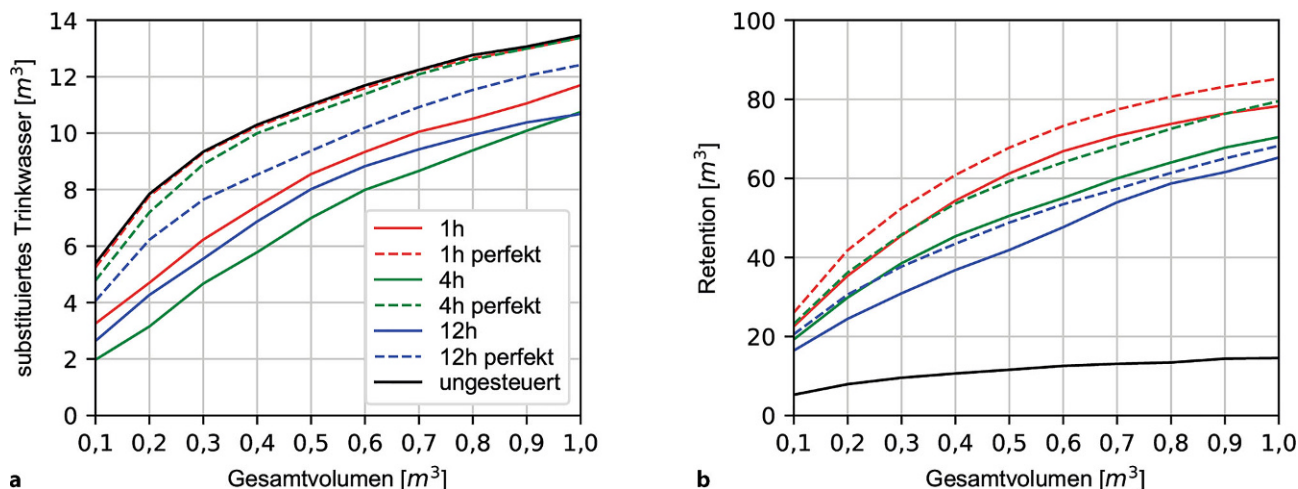 substituiertes Trinkwasser [m³]
14
12
10
8
6
4
2
0
0,1 0,2 0,3 0,4 0,5 0,6 0,7 0,8 0,9 1,0
Gesamtvolumen [m³]
1h
1h perfekt
4h
4h perfekt
12h
12h perfekt
ungesteuert
a
Retention [m³]
100
80
60
40
20
0
0,1 0,2 0,3 0,4 0,5 0,6 0,7 0,8 0,9 1,0
Gesamtvolumen [m³]
b